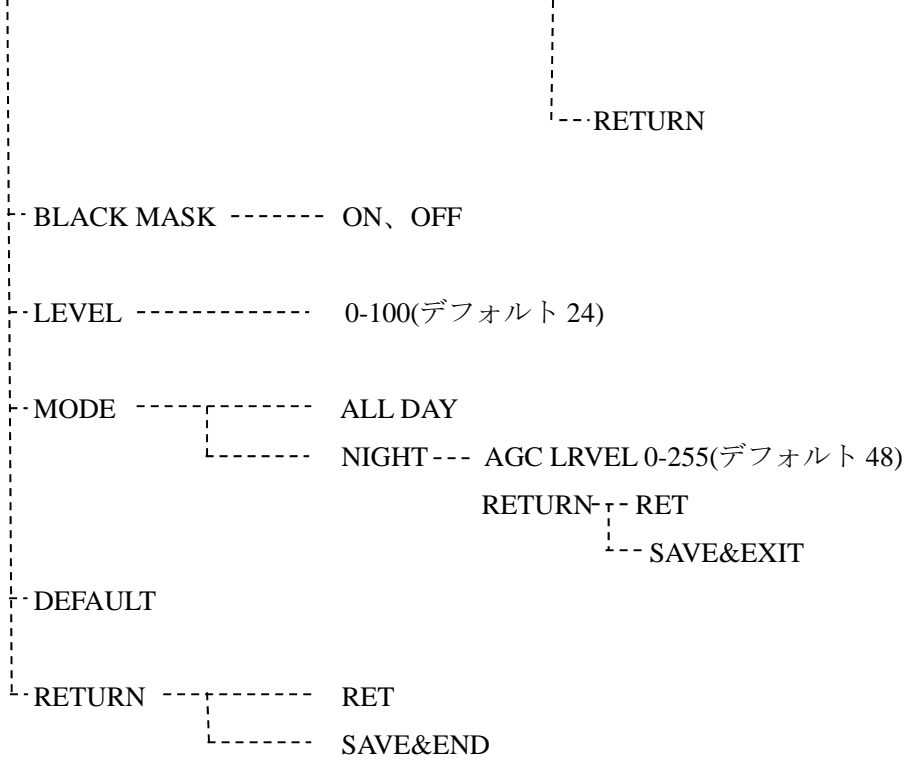 RETURN
BLACK MASK ON、OFF
LEVEL 0-100(デフォルト 24)
MODE ALL DAY
NIGHT AGC LRVEL 0-255(デフォルト 48)
RETURN RET
SAVE&EXIT
DEFAULT
RETURN RET
SAVE&END